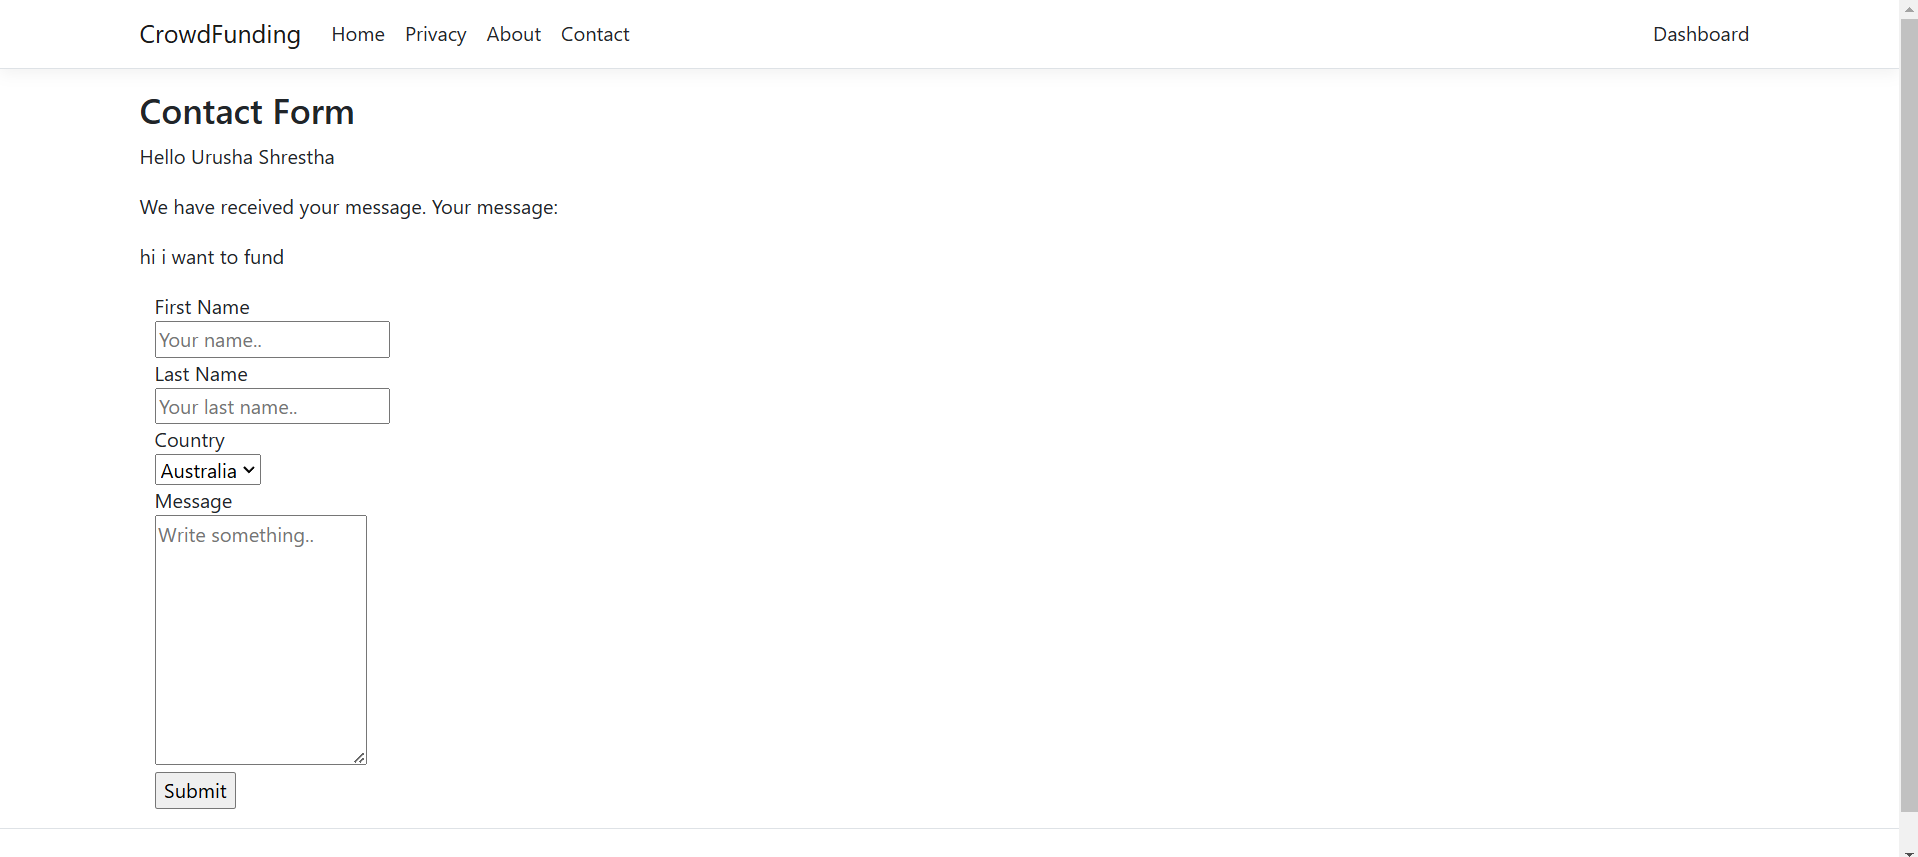 CrowdFunding Home Privacy About Contact Dashboard
Contact Form
Hello Urusha Shrestha
We have received your message. Your message:
hi i want to fund
First Name
Your name..
Last Name
Your last name..
Country
Australia
Message
Write something..
Submit